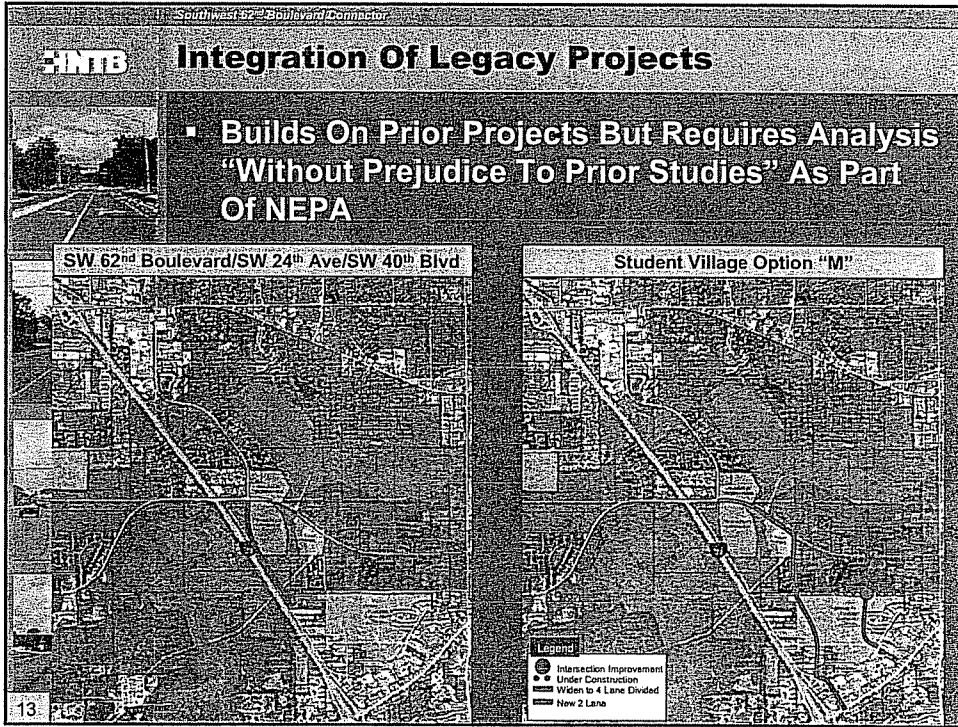 Southwest 62nd Boulevard Connector
HNTB
Integration Of Legacy Projects
▪ Builds On Prior Projects But Requires Analysis
“Without Prejudice To Prior Studies” As Part
Of NEPA
SW 62nd Boulevard/SW 24th Ave/SW 40th Blvd
Student Village Option “M”
Legend
Intersection Improvement
Under Construction
Widen to 4 Lane Divided
New 2 Lane
13